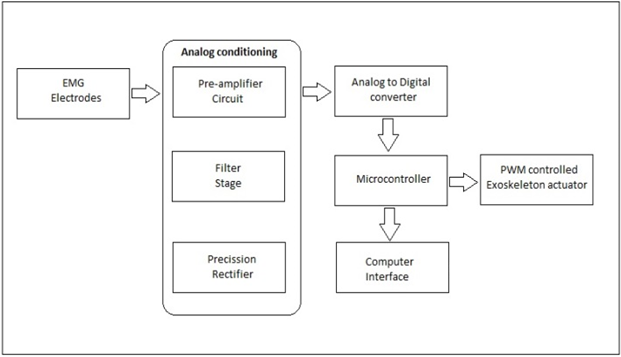 Analog conditioning
EMG
Electrodes
Pre-amplifier
Circuit
Filter
Stage
Precission
Rectifier
Analog to Digital
converter
Microcontroller
PWM controlled
Exoskeleton actuator
Computer
Interface